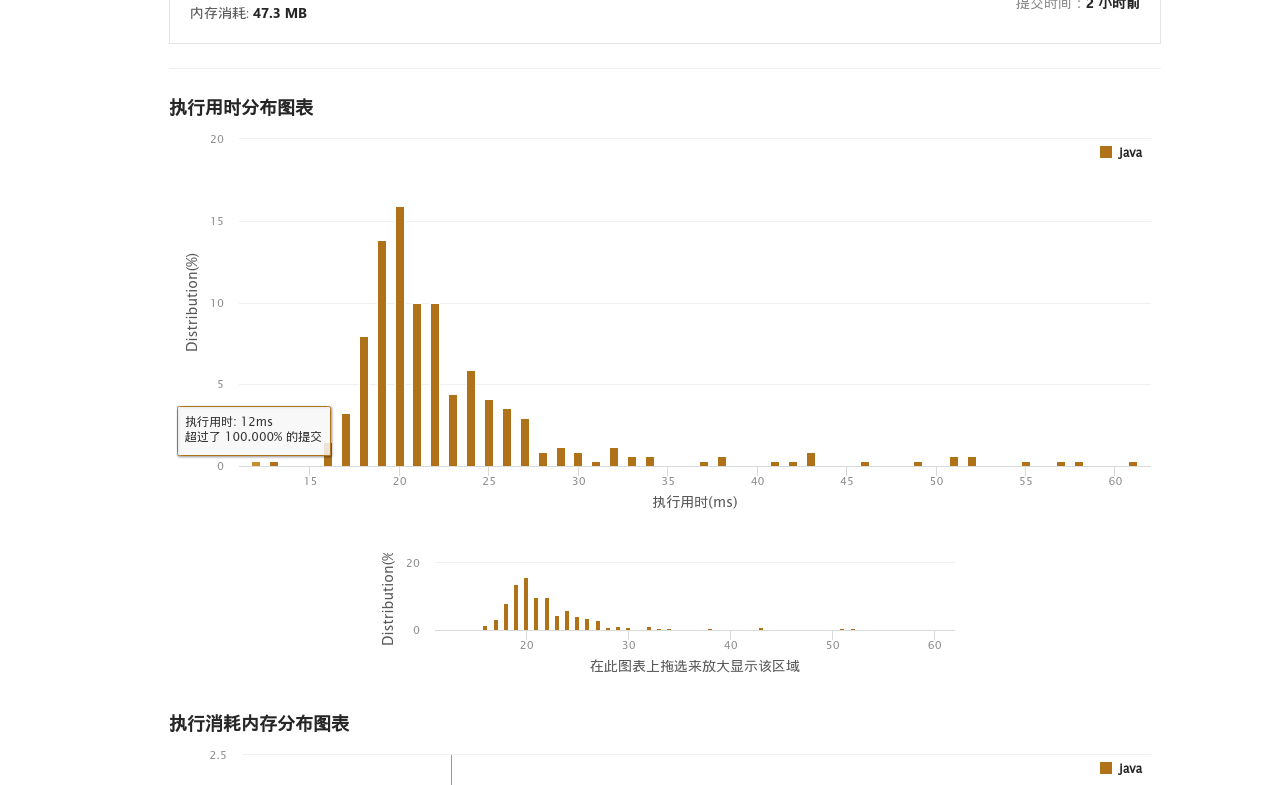 内存消耗: 47.3 MB
提交时间 : 2 小时前
执行用时分布图表
20
java
15
Distribution(%)
10
5
执行用时: 12ms
超过了 100.000% 的提交
0
15 20 25 30 35 40 45 50 55 60
执行用时(ms)
Distribution(%
20
0
20 30 40 50 60
在此图表上拖选来放大显示该区域
执行消耗内存分布图表
2.5
java